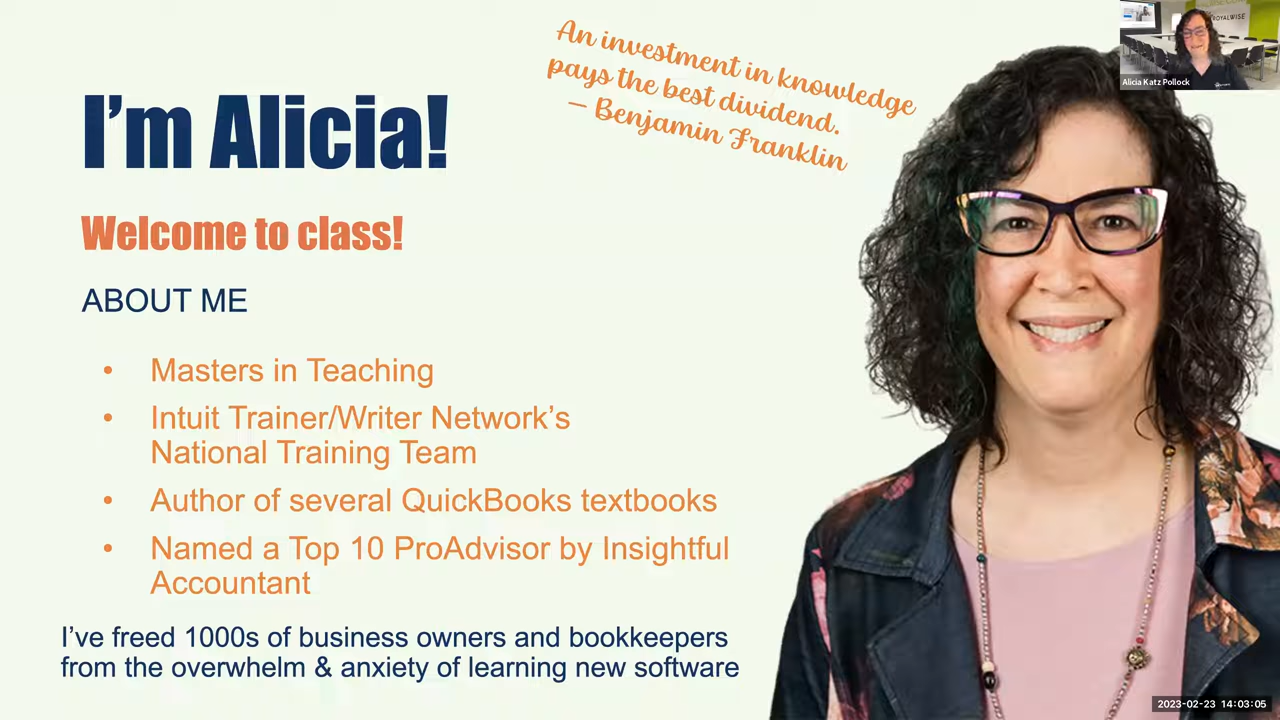 An investment in knowledge
pays the best dividend.
– Benjamin Franklin
I’m Alicia!
Welcome to class!
ABOUT ME
• Masters in Teaching
• Intuit Trainer/Writer Network’s
National Training Team
• Author of several QuickBooks textbooks
• Named a Top 10 ProAdvisor by Insightful
Accountant
I’ve freed 1000s of business owners and bookkeepers
from the overwhelm & anxiety of learning new software
ROYALWISE
Alicia Katz Pollock
2023-02-23 14:03:05